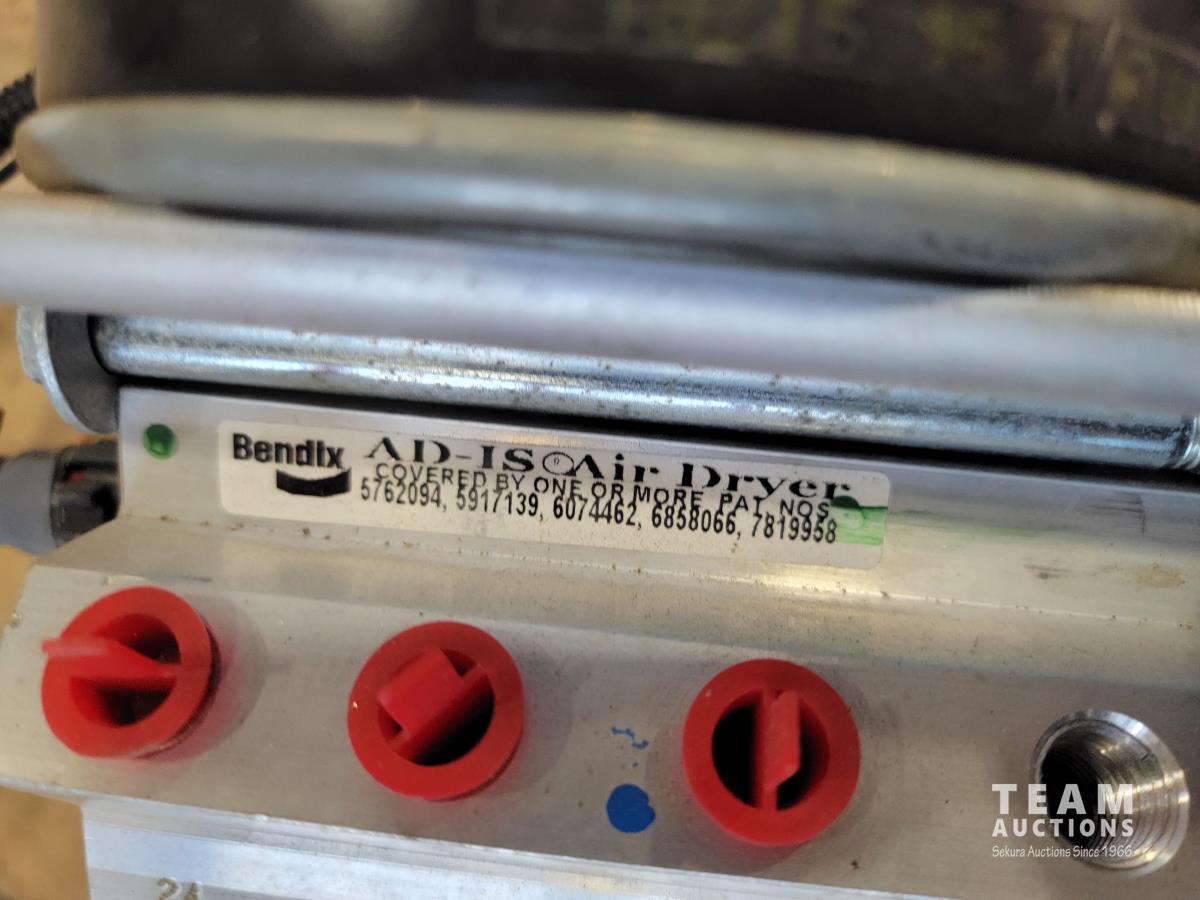 Bendix AD-IS® Air Dryer
COVERED BY ONE OR MORE PAT. NOS.
5762094, 5917139, 6074462, 6858066, 7819958
TEAM
AUCTIONS
Sekura Auctions Since 1966